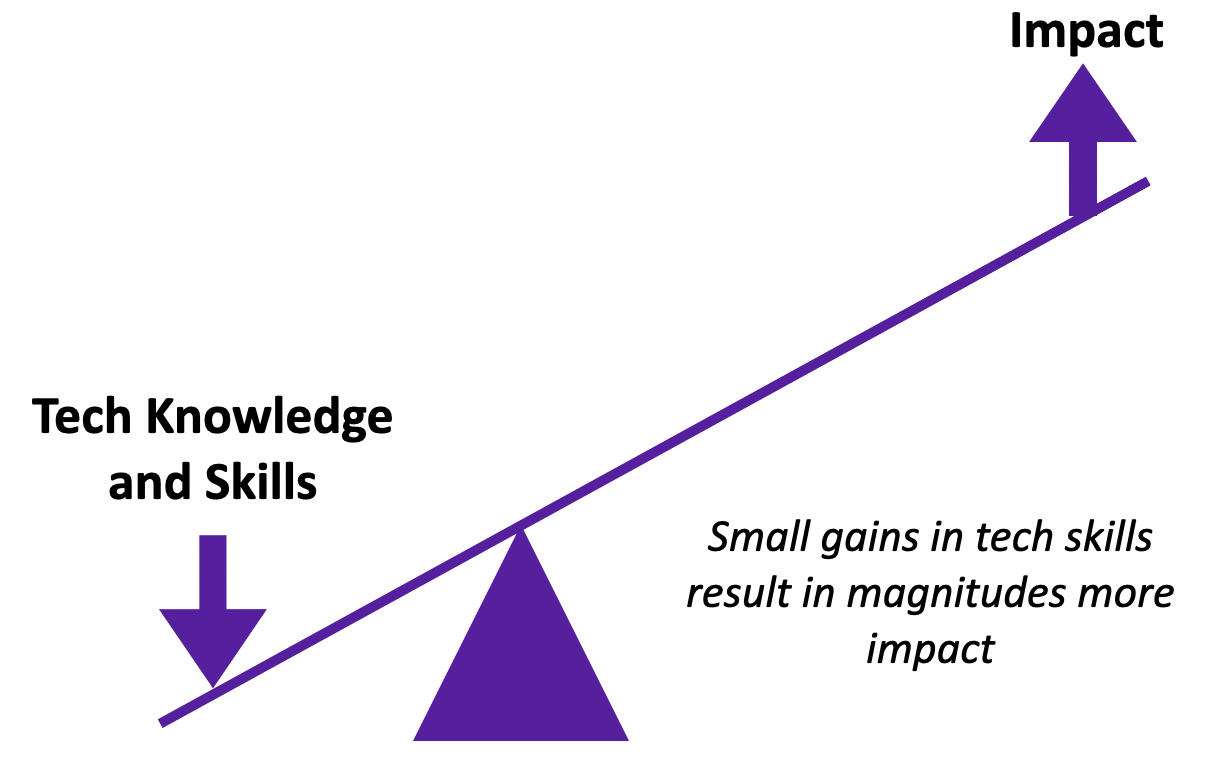 Impact
Tech Knowledge
and Skills
Small gains in tech skills
result in magnitudes more
impact